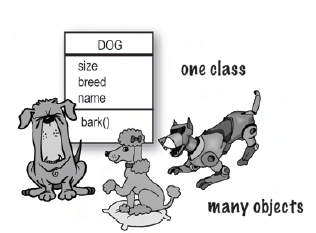 DOG
size
breed
name
bark()
one class
many objects